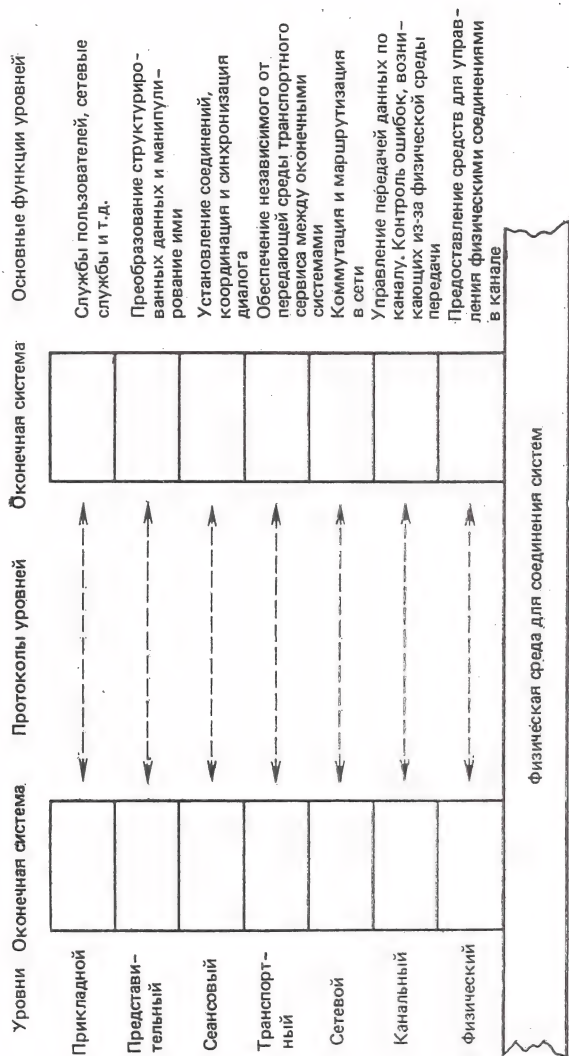 Уровни Оконечная система Протоколы уровней Оконечная система Основные функции уровней
Прикладной
Службы пользователей, сетевые
службы и т.д.
Представи-
тельный
Преобразование структуриро-
ванных данных и манипули-
рование ими
Сеансовый
Установление соединений,
координация и синхронизация
диалога
Транспорт-
ный
Обеспечение независимого от
передающей среды транспортного
сервиса между оконечными
системами
Сетевой
Коммутация и маршрутизация
в сети
Канальный
Управление передачей данных по
каналу. Контроль ошибок, возни-
кающих из-за физической среды
передачи
Физический
Предоставление средств для управ-
ления физическими соединениями
в канале
Физическая среда для соединения систем